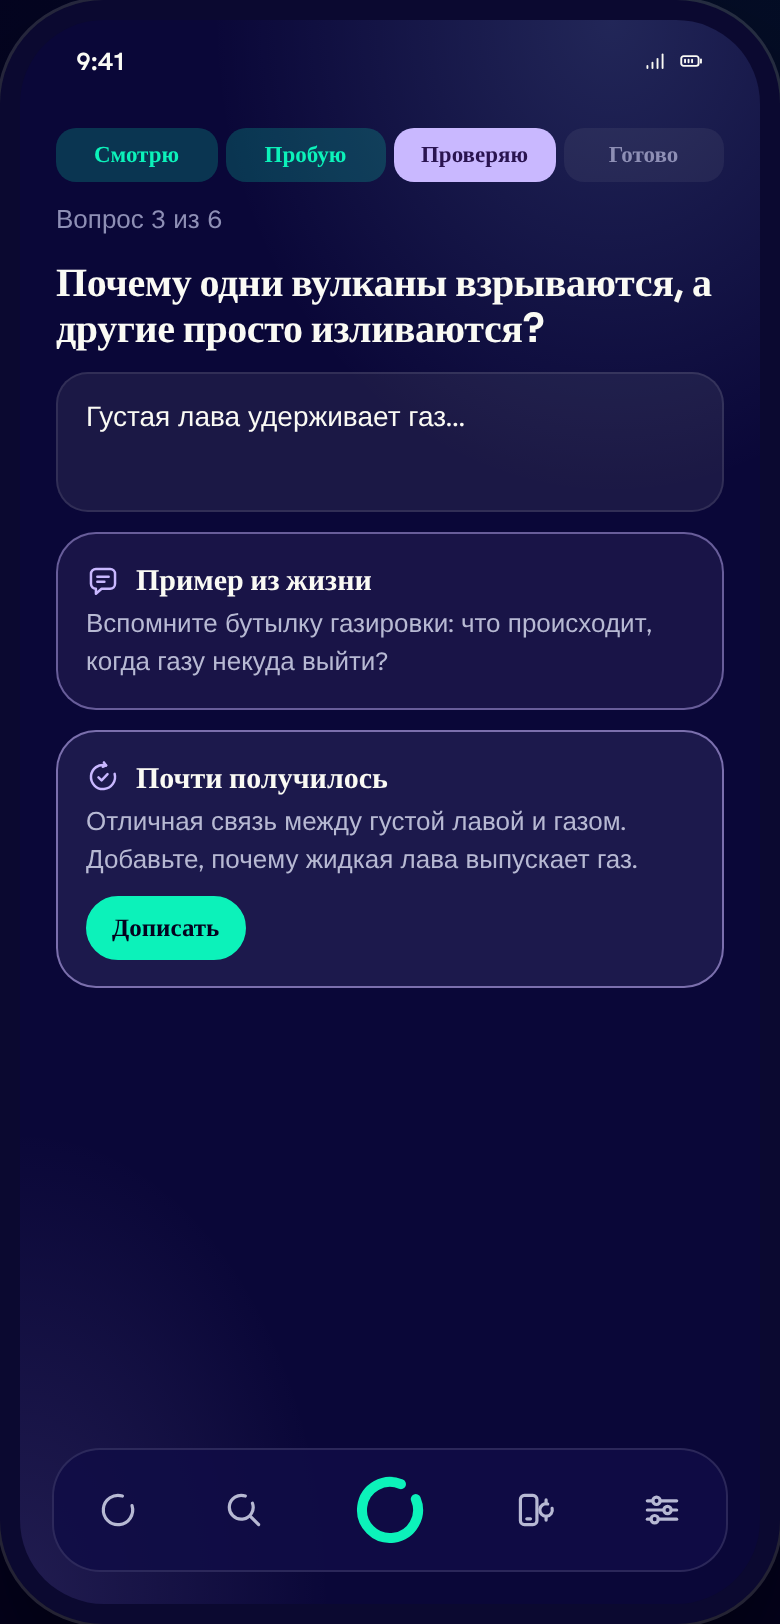 9:41
Смотрю Пробую Проверяю Готово
Вопрос 3 из 6
Почему одни вулканы взрываются, а
другие просто изливаются?
Густая лава удерживает газ...
Пример из жизни
Вспомните бутылку газировки: что происходит,
когда газу некуда выйти?
Почти получилось
Отличная связь между густой лавой и газом.
Добавьте, почему жидкая лава выпускает газ.
Дописать